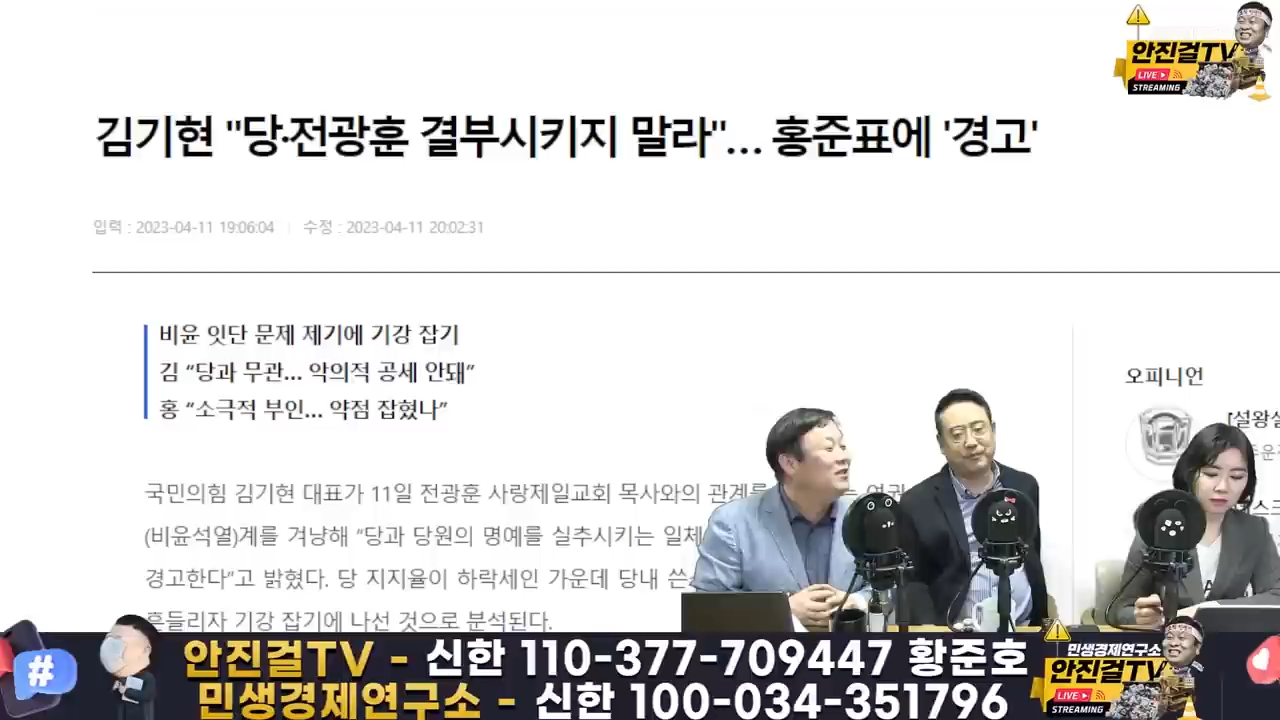 안진걸TV
LIVE
STREAMING
김기현 "당·전광훈 결부시키지 말라"... 홍준표에 '경고'
입력 : 2023-04-11 19:06:04 | 수정 : 2023-04-11 20:02:31
비윤 잇단 문제 제기에 기강 잡기
김 “당과 무관... 악의적 공세 안돼”
홍 “소극적 부인... 약점 잡혔나”
오피니언
국민의힘 김기현 대표가 11일 전광훈 사랑제일교회 목사와의
(비윤석열)계를 겨냥해 “당과 당원의 명예를 실추시키는 일체
경고한다”고 밝혔다. 당 지지율이 하락세인 가운데 당내
흔들리자 기강 잡기에 나선 것으로 분석된다.
#
안진걸TV - 신한 110-377-709447 황준호
민생경제연구소 - 신한 100-034-351796
민생경제연구소
안진걸TV
LIVE
STREAMING